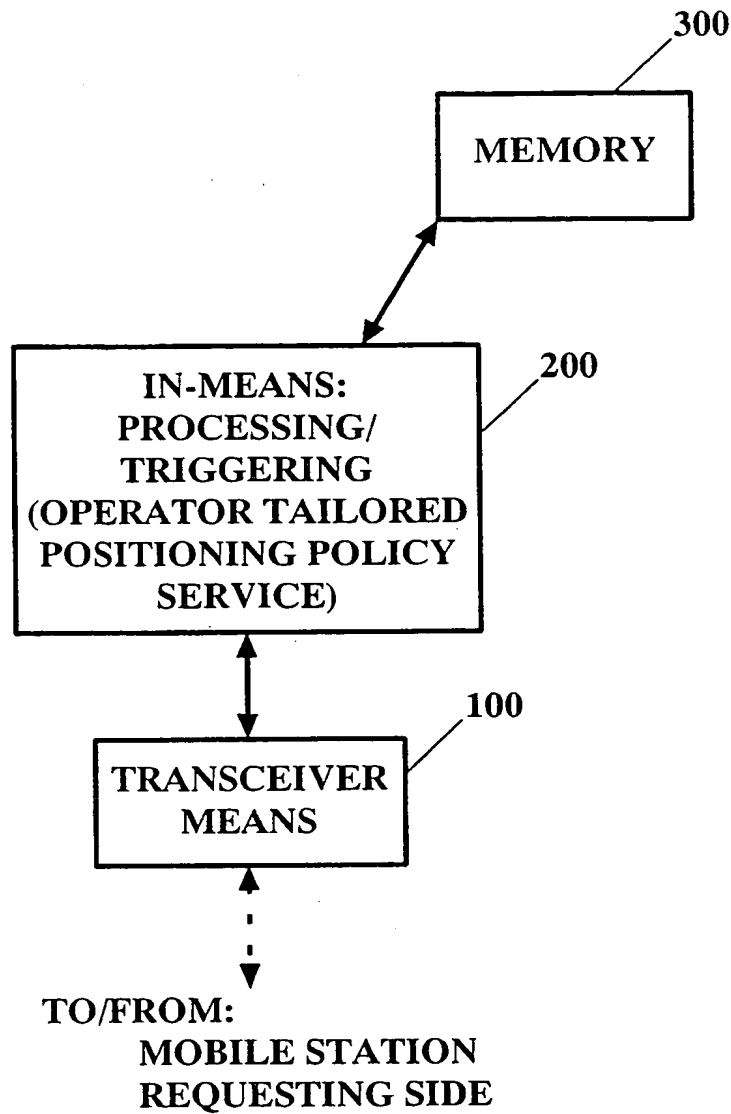 300
MEMORY
200
IN-MEANS:
PROCESSING/
TRIGGERING
(OPERATOR TAILORED
POSITIONING POLICY
SERVICE)
100
TRANSCEIVER
MEANS
TO/FROM:
MOBILE STATION
REQUESTING SIDE